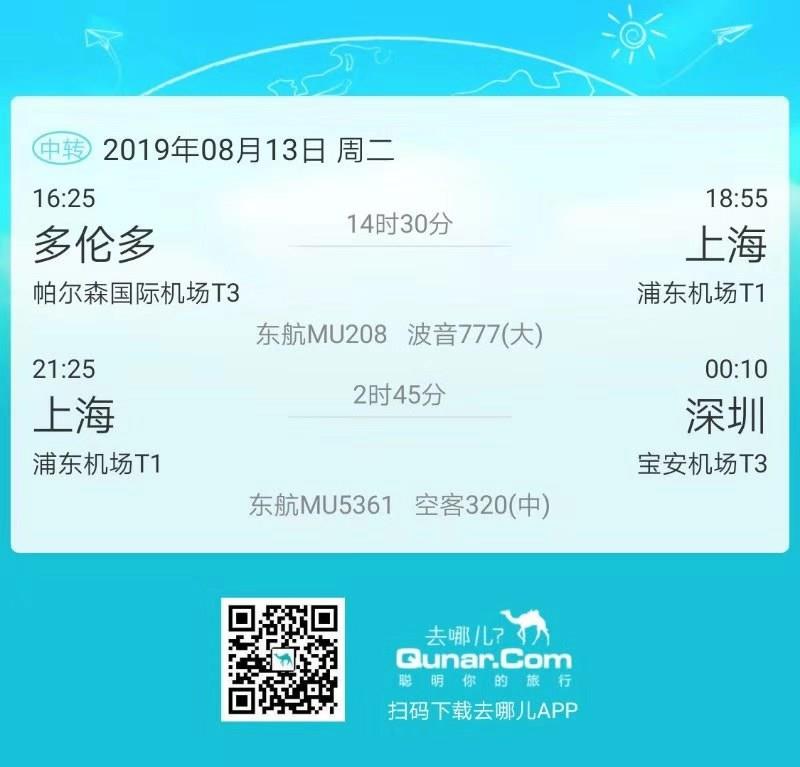 中转 2019年08月13日 周二
16:25 14时30分 18:55
多伦多 上海
帕尔森国际机场T3 浦东机场T1
东航MU208 波音777(大)
21:25 2时45分 00:10
上海 深圳
浦东机场T1 宝安机场T3
东航MU5361 空客320(中)
去哪儿?
Qunar.Com
聪明你的旅行
扫码下载去哪儿APP